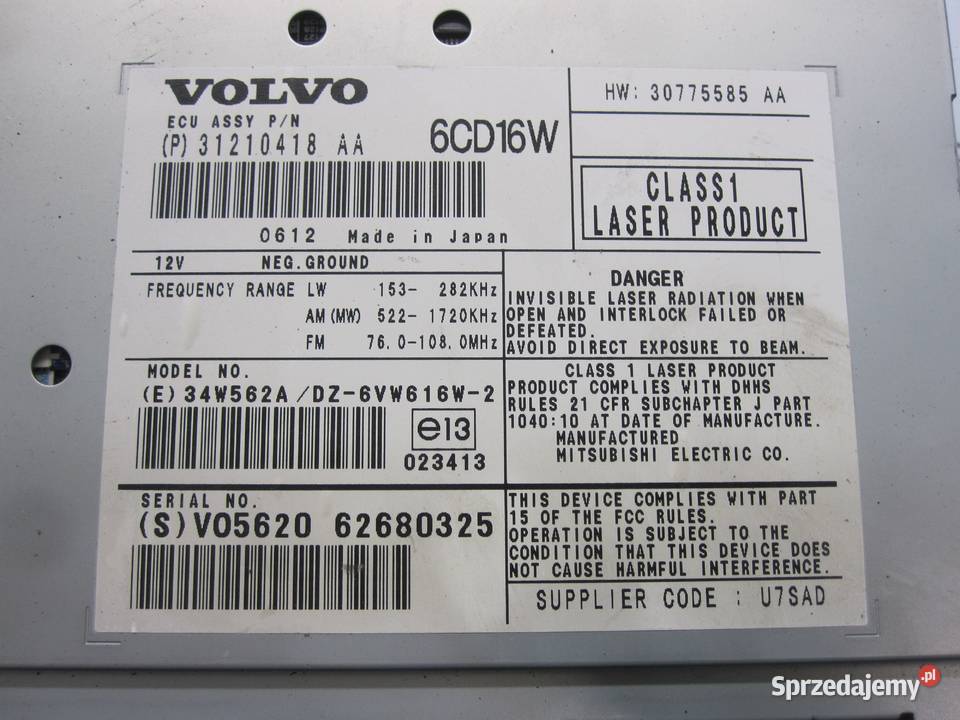 VOLVO
ECU ASSY P/N
(P) 31210418 AA
6CD16W
0612 Made in Japan
HW: 30775585 AA
CLASS1
LASER PRODUCT
12V NEG.GROUND
FREQUENCY RANGE LW 153- 282KHz
AM(MW) 522- 1720KHz
FM 76.0-108.0MHz
DANGER
INVISIBLE LASER RADIATION WHEN
OPEN AND INTERLOCK FAILED OR
DEFEATED.
AVOID DIRECT EXPOSURE TO BEAM.
MODEL NO.
(E) 34W562A /DZ-6VW616W-2
e13
023413
CLASS 1 LASER PRODUCT
PRODUCT COMPLIES WITH DHHS
RULES 21 CFR SUBCHAPTER J PART
1040:10 AT DATE OF MANUFACTURE.
MANUFACTURED
MITSUBISHI ELECTRIC CO.
SERIAL NO.
(S)VO5620 62680325
THIS DEVICE COMPLIES WITH PART
15 OF THE FCC RULES.
OPERATION IS SUBJECT TO THE
CONDITION THAT THIS DEVICE DOES
NOT CAUSE HARMFUL INTERFERENCE.
SUPPLIER CODE : U7SAD
Sprzedajemy.pl